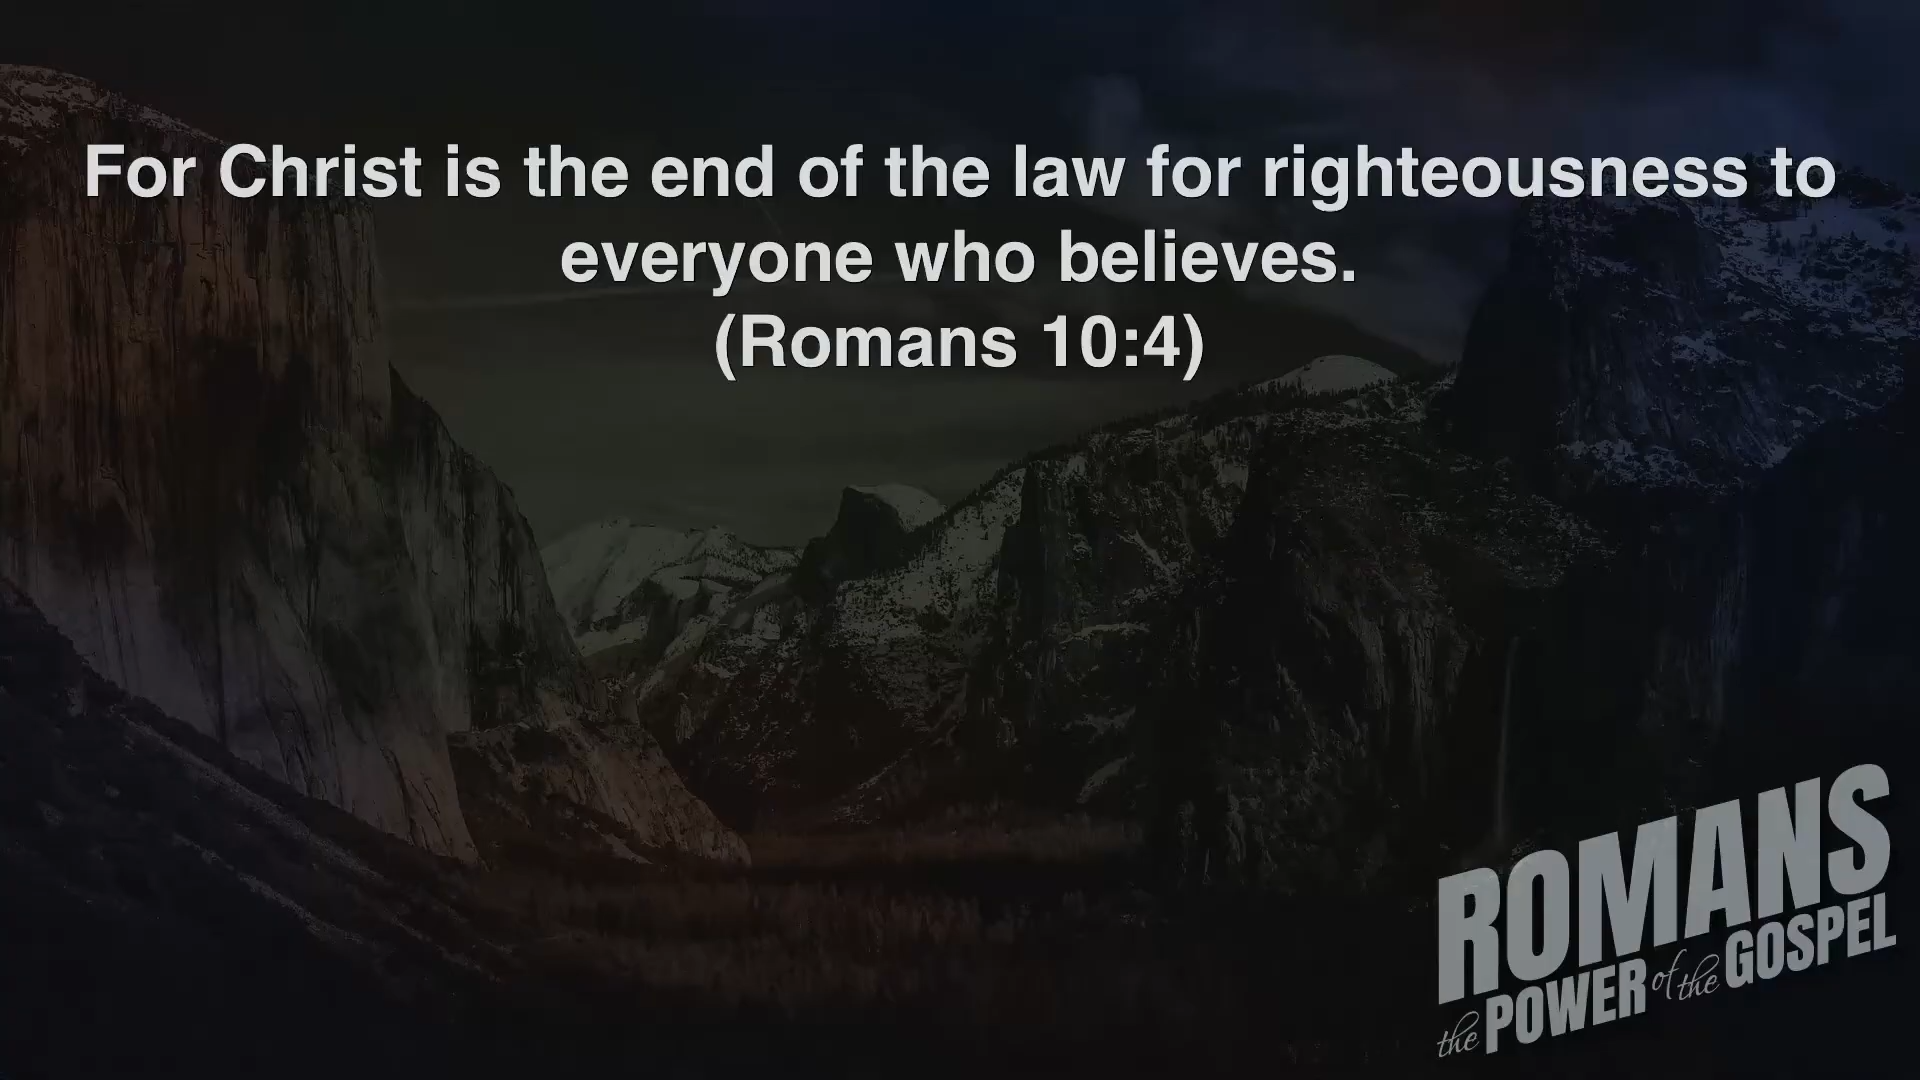 For Christ is the end of the law for righteousness to
everyone who believes.
(Romans 10:4)
ROMANS
the POWER of the GOSPEL